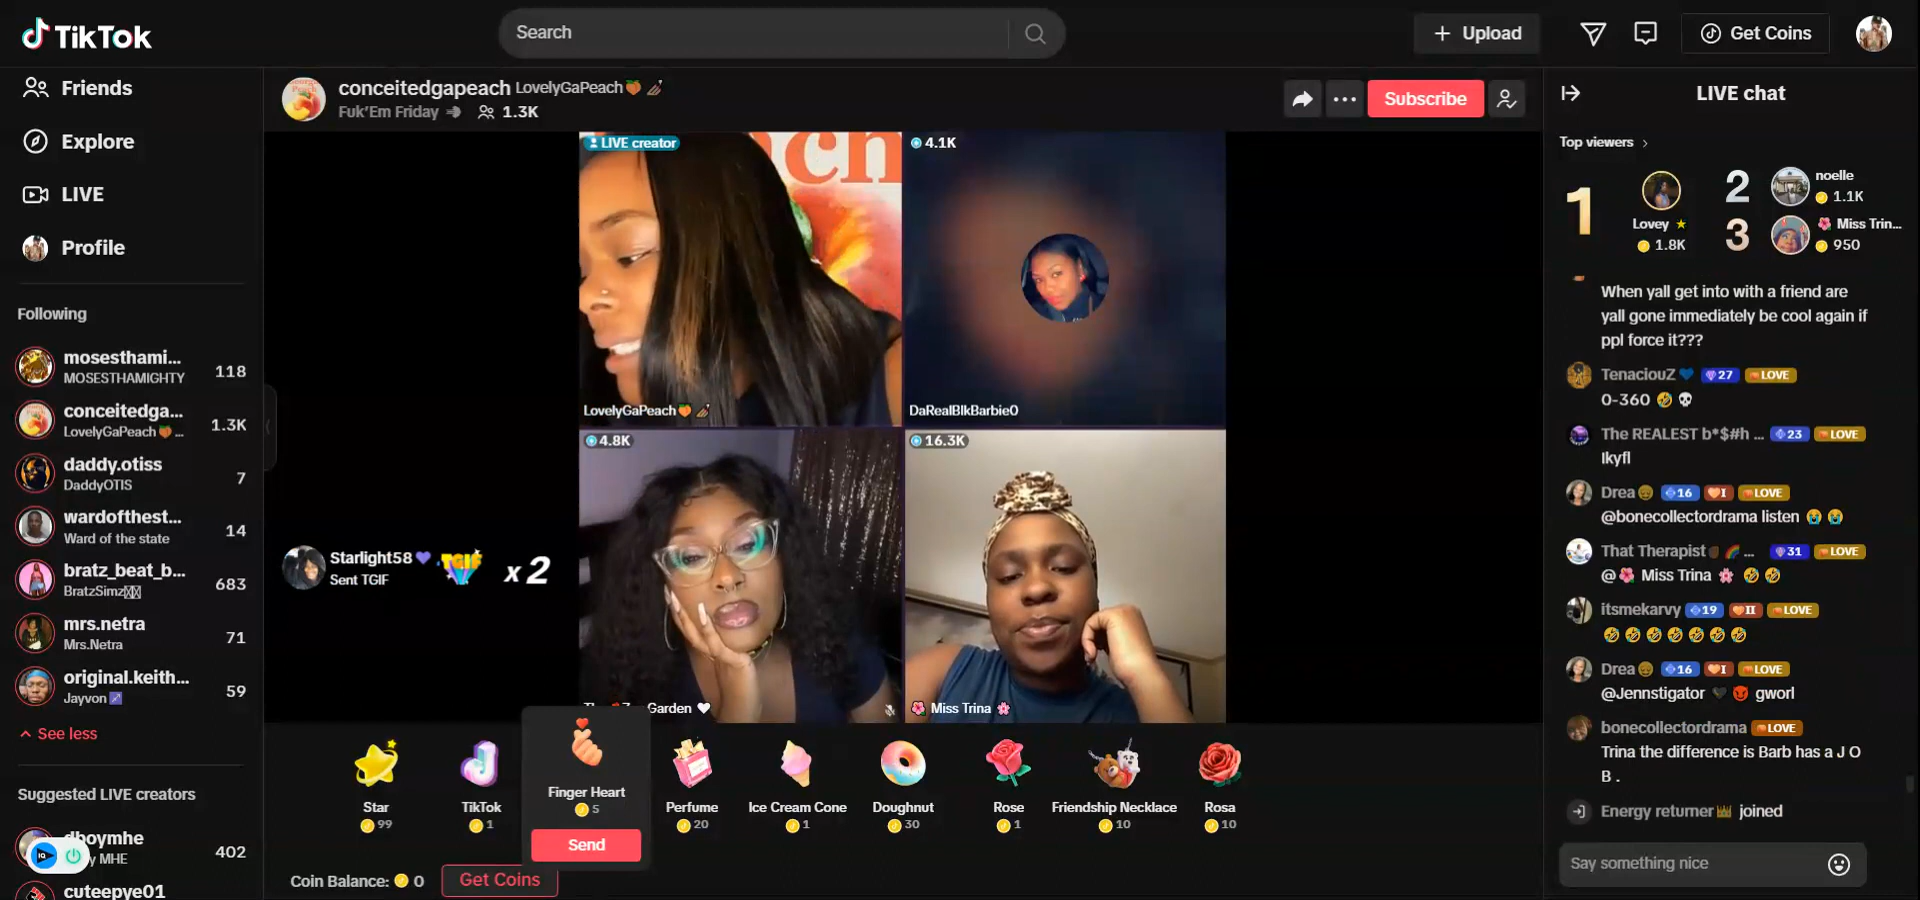 TikTok
Search
Upload
Get Coins
Friends
Explore
LIVE
Profile
Following
mosesthami...
MOSESTHAMIGHTY
118
conceitedga...
LovelyGaPeach🍑 ...
1.3K
daddy.otiss
DaddyOTIS
7
wardofthest...
Ward of the state
14
bratz_beat_b...
BratzSimz
683
mrs.netra
Mrs.Netra
71
original.keith...
Jayvon
59
See less
Suggested LIVE creators
dboymhe
MHE
402
cuteepye01
conceitedgapeach LovelyGaPeach🍑💅🏾
Fuk'Em Friday
1.3K
Subscribe
LIVE creator
ch
LovelyGaPeach🍑💅🏾
4.1K
DaRealBlkBarbie0
4.8K
Garden 🤍
16.3K
🌺 Miss Trina 🌸
Starlight58💜
Sent TGIF
TGIF
x 2
Star
99
TikTok
1
Finger Heart
5
Send
Perfume
20
Ice Cream Cone
1
Doughnut
30
Rose
1
Friendship Necklace
10
Rosa
10
Coin Balance: 0
Get Coins
LIVE chat
Top viewers
1
Lovey
1.8K
2
noelle
1.1K
3
🌺 Miss Trin...
950
When yall get into with a friend are
yall gone immediately be cool again if
ppl force it???
TenaciouZ💙 27 LOVE
0-360 🤣 💀
The REALEST b*$#h ... 23 LOVE
Ikyfl
Drea 16 I LOVE
@bonecollectordrama listen 😭 😭
That Therapist ... 31 LOVE
@🌺 Miss Trina 🌸 🤣 🤣
itsmekarvy 19 II LOVE
🤣 🤣 🤣 🤣 🤣 🤣 🤣
Drea 16 I LOVE
@Jennstigator 🖤 😈 gworl
bonecollectordrama LOVE
Trina the difference is Barb has a J O
B .
Energy returner👑 joined
Say something nice